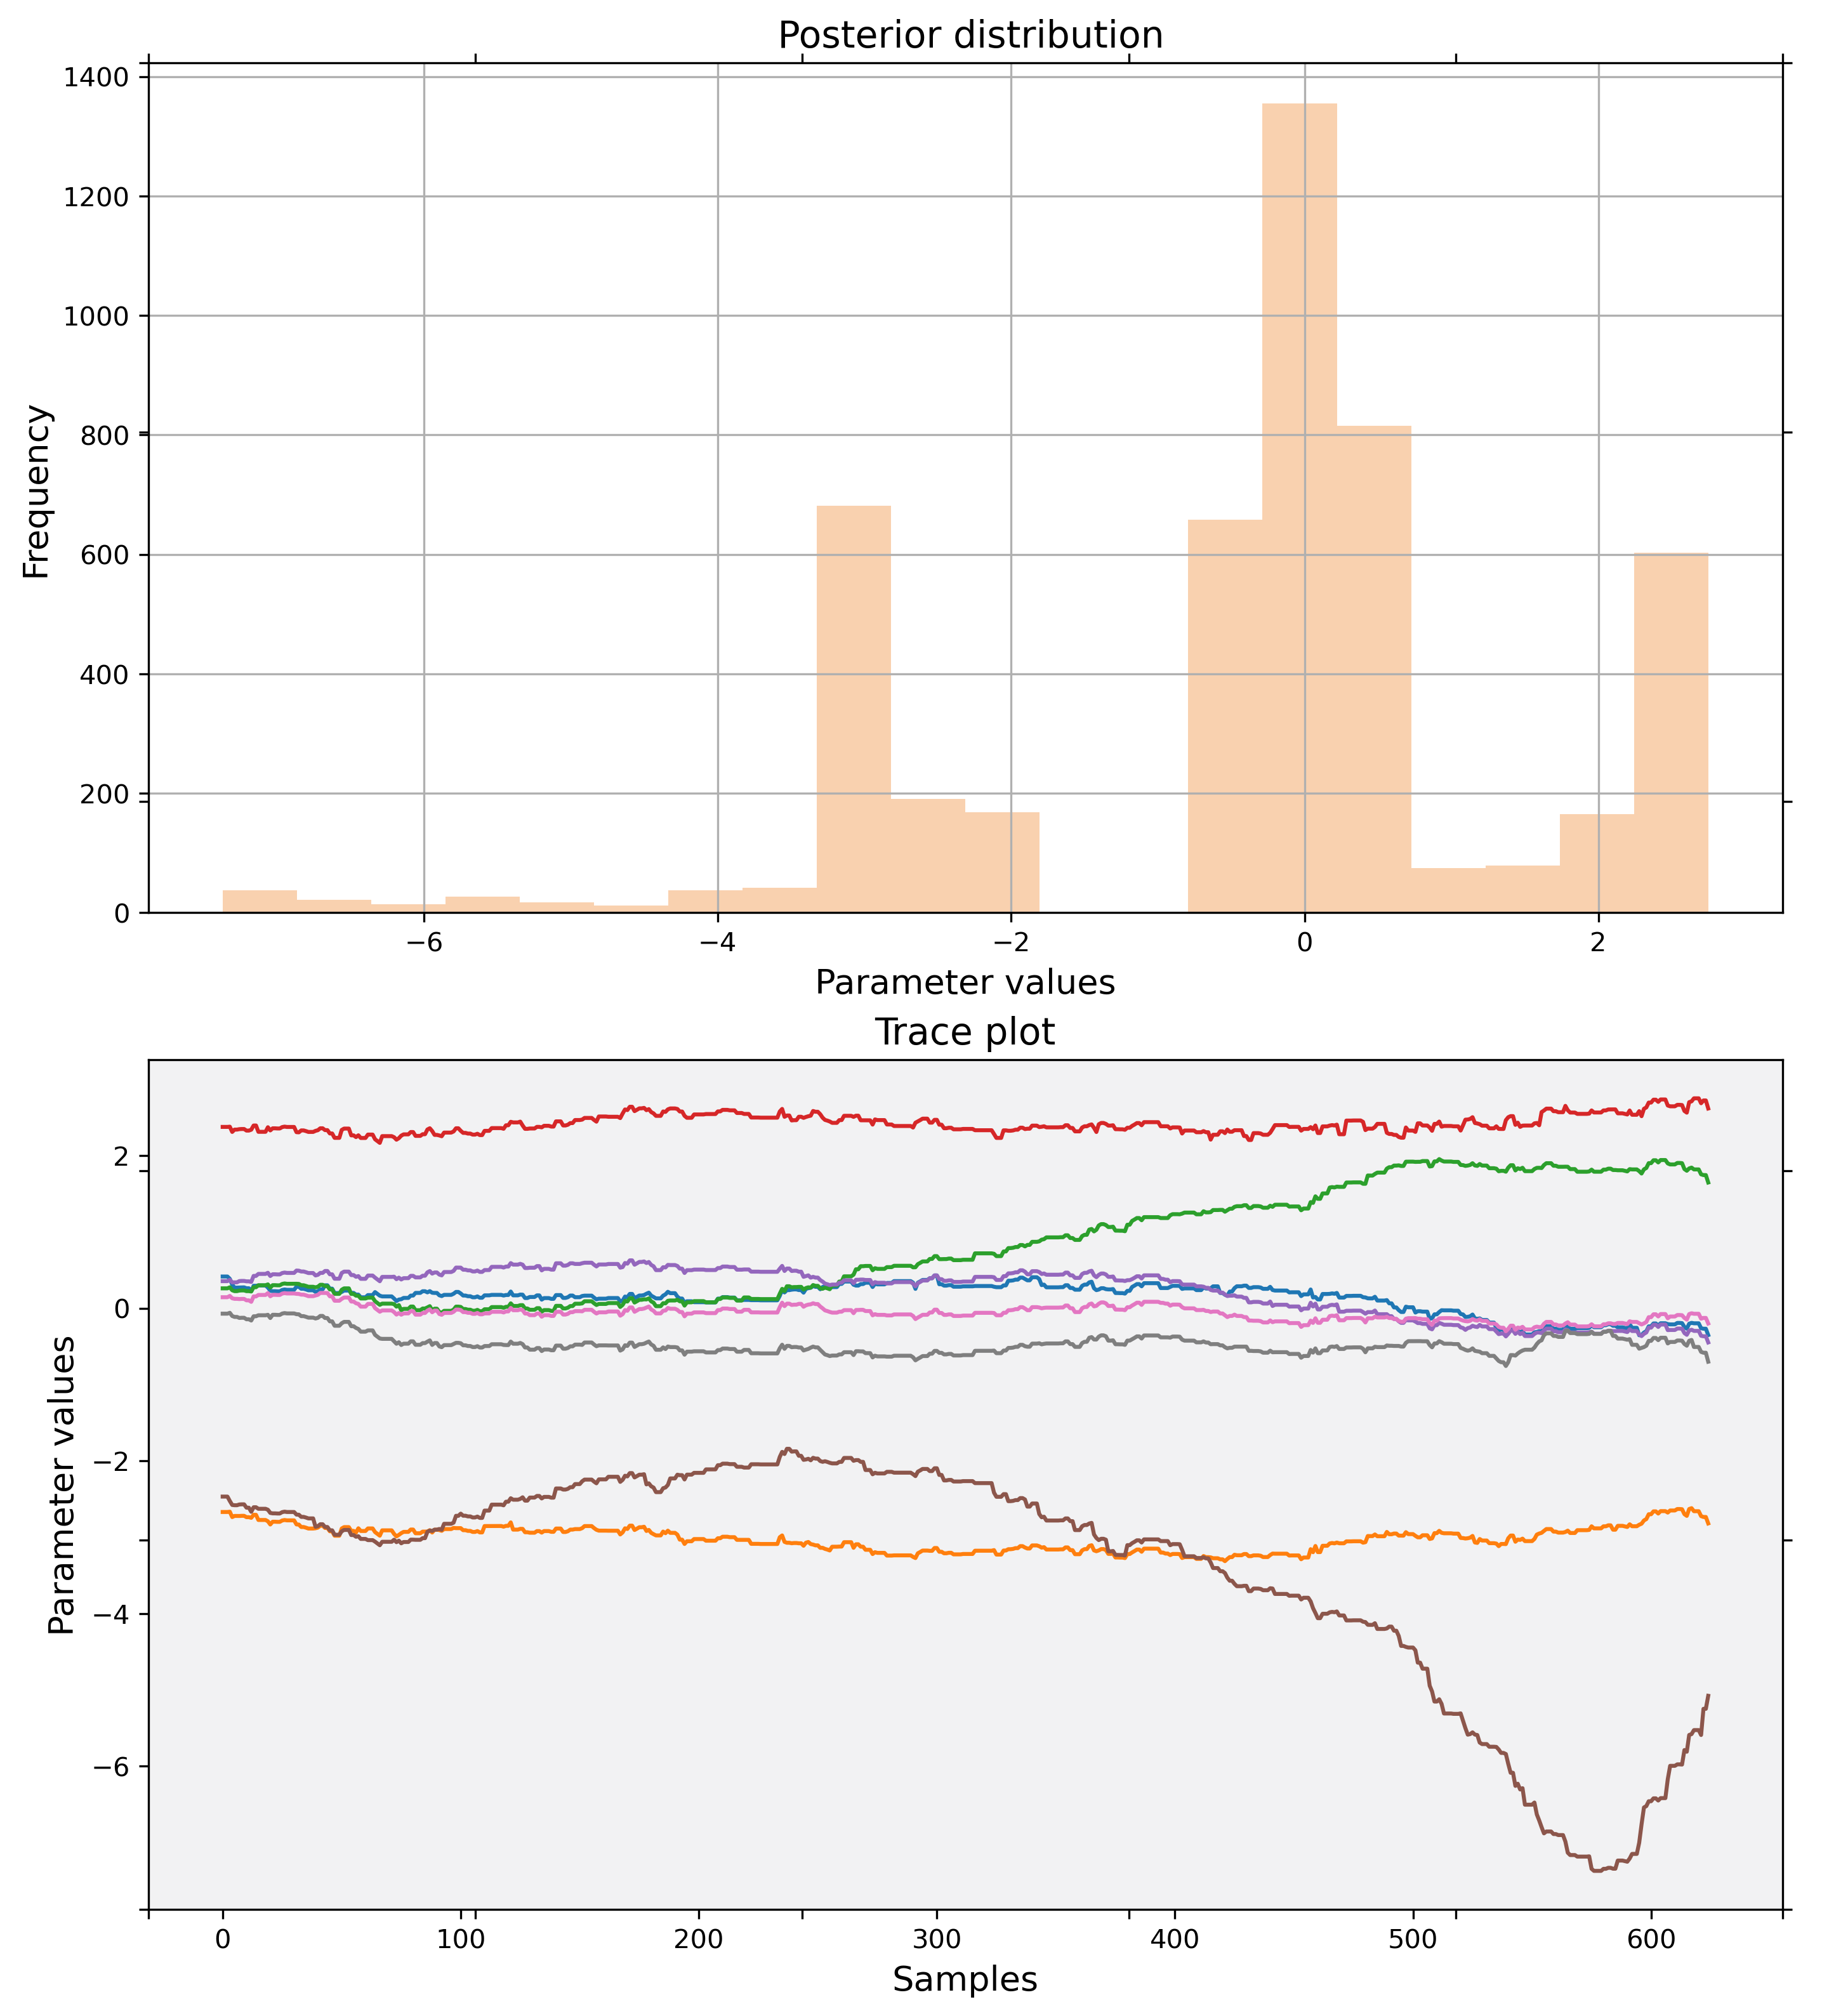 Posterior distribution
1400
1200
1000
800
600
400
200
0
Frequency
−6 −4 −2 0 2
Parameter values
Trace plot
2
0
−2
−4
−6
Parameter values
0 100 200 300 400 500 600
Samples